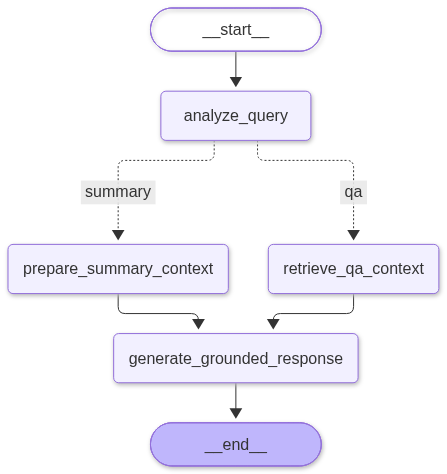 __start__
analyze_query
summary
qa
prepare_summary_context
retrieve_qa_context
generate_grounded_response
__end__